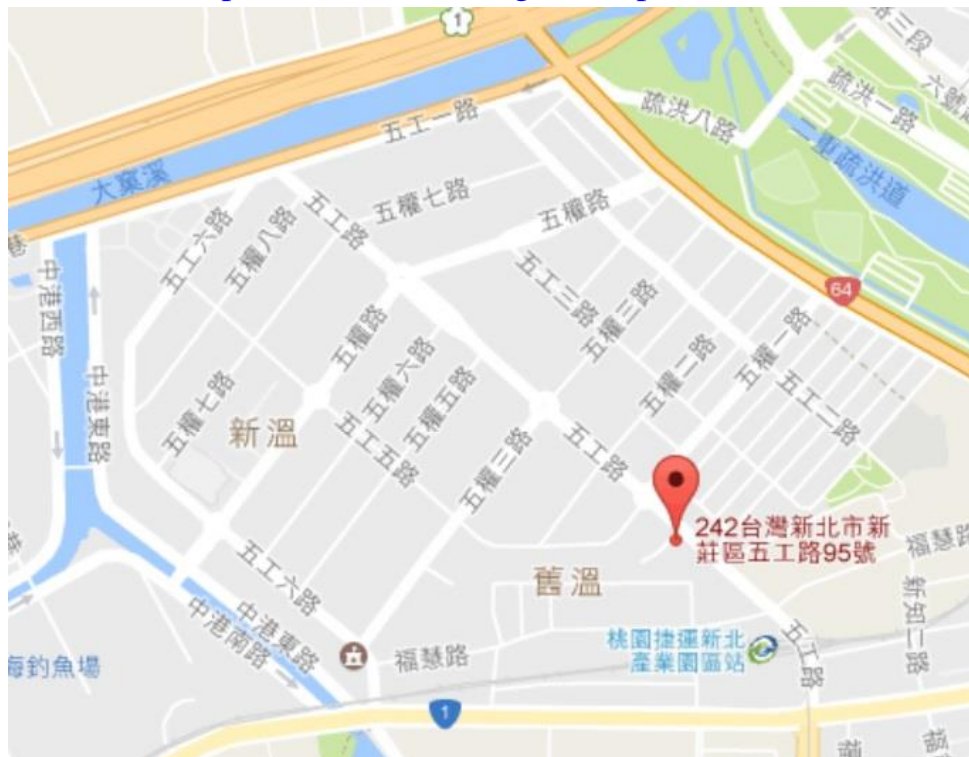 1
路三段
六號
五工一路
疏洪八路
疏洪一路
二重疏洪道
大窠溪
五工六路
五權八路
五工路
五權七路
五權路
巷
中港西路
64
五工三路
五權三路
五權路
五權二路
五權一路
中港東路
五權七路
新溫
五權六路
五權五路
五工五路
五工二路
五權三路
五工路
242台灣新北市新
莊區五工路95號
福慧路
舊溫
新知二路
五工六路
中港東路
中港南路
福慧路
桃園捷運新北
產業園區站
五工路
海釣魚場
1